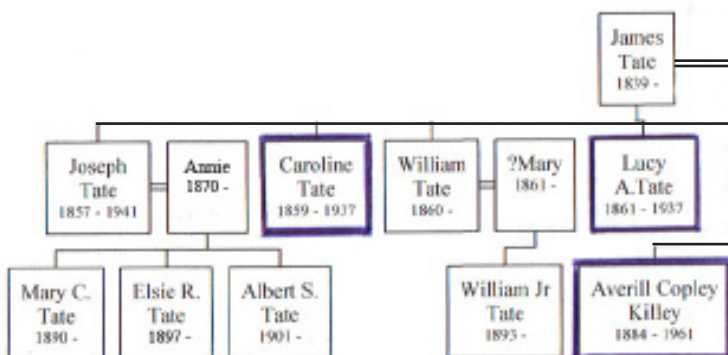 James
Tate
1839 -
Joseph
Tate
1857 - 1941
Annie
1870 -
Caroline
Tate
1859 - 1937
William
Tate
1860 -
?Mary
1861 -
Lucy
A.Tate
1861 - 1937
Mary C.
Tate
1890 -
Elsie R.
Tate
1897 -
Albert S.
Tate
1901 -
William Jr
Tate
1893 -
Averill Copley
Killey
1884 - 1961